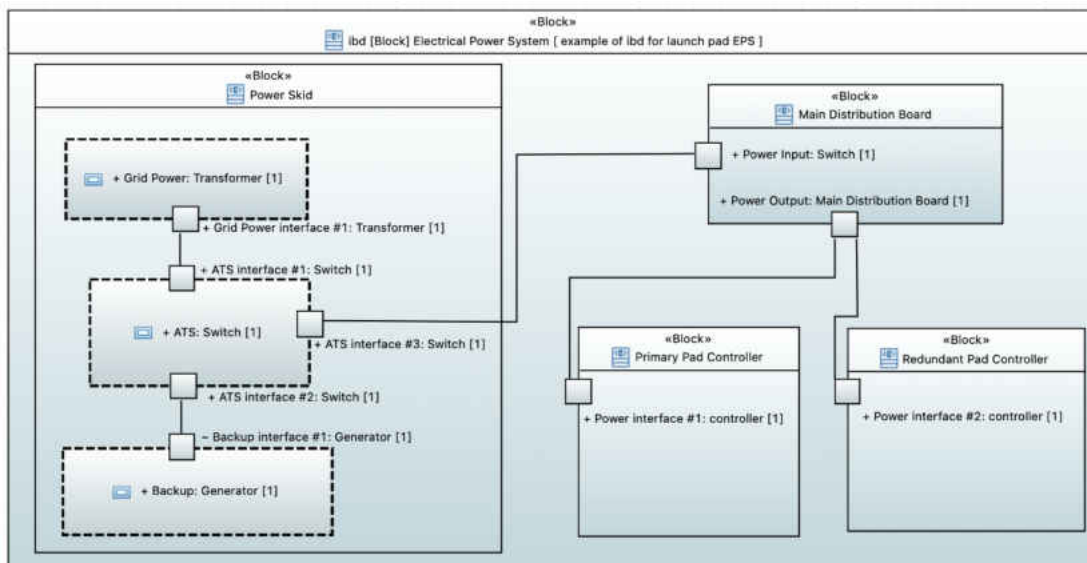 «Block»
ibd [Block] Electrical Power System [ example of ibd for launch pad EPS ]
«Block»
Power Skid
+ Grid Power: Transformer [1]
+ Grid Power interface #1: Transformer [1]
+ ATS interface #1: Switch [1]
+ ATS: Switch [1]
+ ATS interface #3: Switch [1]
+ ATS interface #2: Switch [1]
− Backup interface #1: Generator [1]
+ Backup: Generator [1]
«Block»
Main Distribution Board
+ Power Input: Switch [1]
+ Power Output: Main Distribution Board [1]
«Block»
Primary Pad Controller
+ Power interface #1: controller [1]
«Block»
Redundant Pad Controller
+ Power interface #2: controller [1]